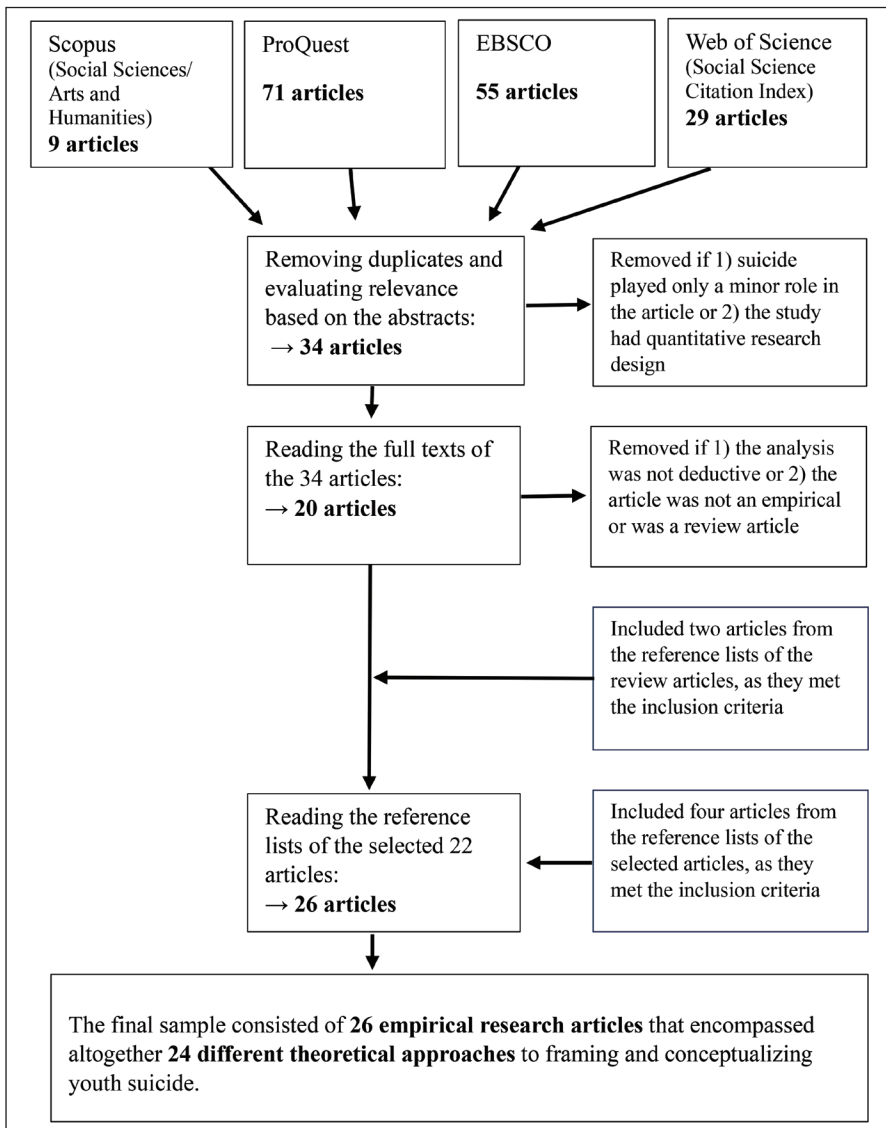 Scopus
(Social Sciences/
Arts and
Humanities)
9 articles
ProQuest
71 articles
EBSCO
55 articles
Web of Science
(Social Science
Citation Index)
29 articles
Removing duplicates and
evaluating relevance
based on the abstracts:
→ 34 articles
Removed if 1) suicide
played only a minor role in
the article or 2) the study
had quantitative research
design
Reading the full texts of
the 34 articles:
→ 20 articles
Removed if 1) the analysis
was not deductive or 2) the
article was not an empirical
or was a review article
Included two articles from
the reference lists of the
review articles, as they met
the inclusion criteria
Reading the reference
lists of the selected 22
articles:
→ 26 articles
Included four articles from
the reference lists of the
selected articles, as they
met the inclusion criteria
The final sample consisted of 26 empirical research articles that encompassed
altogether 24 different theoretical approaches to framing and conceptualizing
youth suicide.